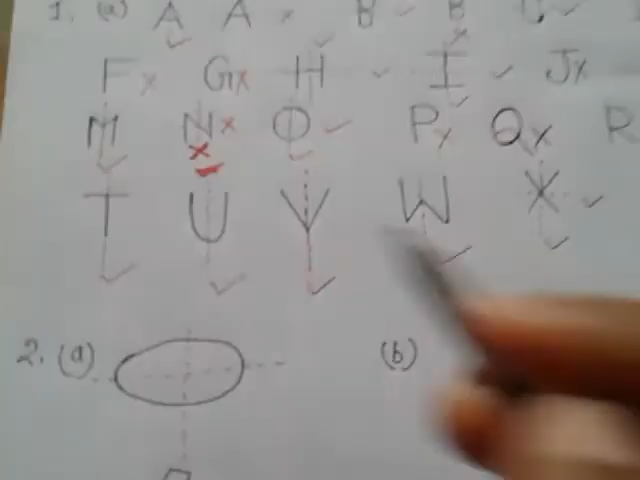 1. (a) A A B B C
F G H I J
M N O P Q R
T U V W X
2. (a) (b)